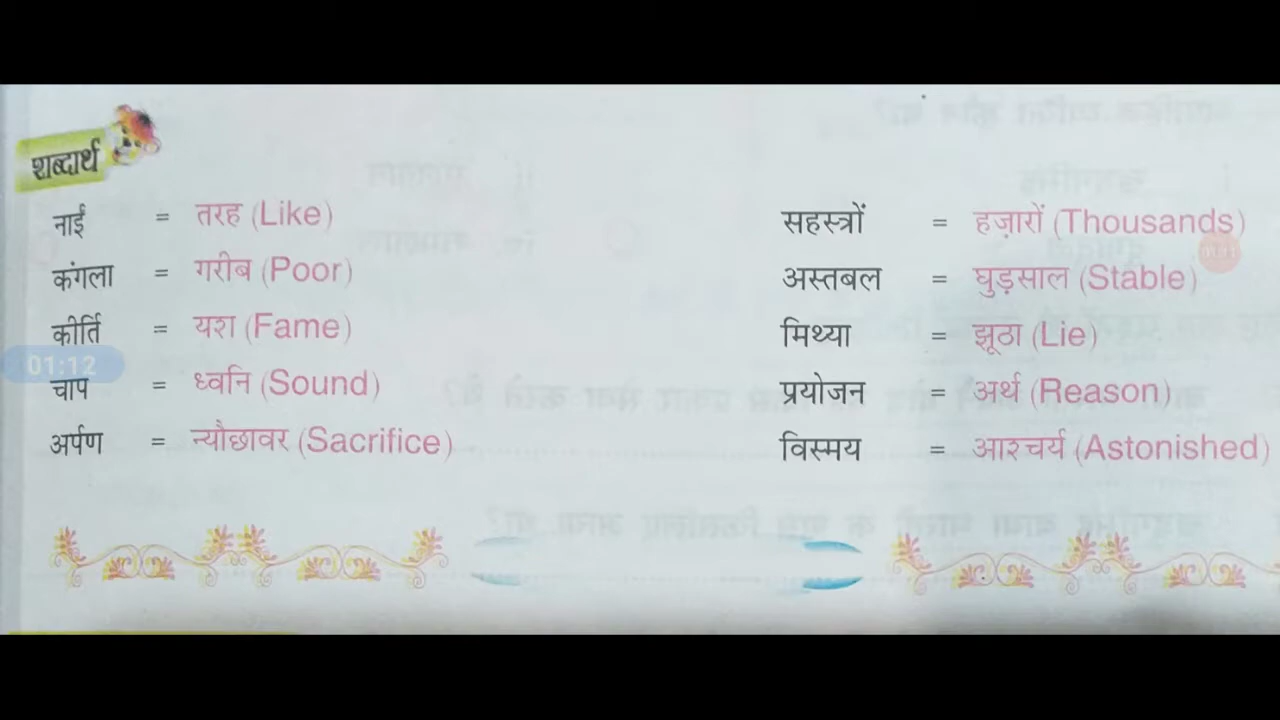 शब्दार्थ
नाईं = तरह (Like)
कंगला = गरीब (Poor)
कीर्ति = यश (Fame)
चाप = ध्वनि (Sound)
अर्पण = न्यौछावर (Sacrifice)
सहस्त्रों = हज़ारों (Thousands)
अस्तबल = घुड़साल (Stable)
मिथ्या = झूठा (Lie)
प्रयोजन = अर्थ (Reason)
विस्मय = आश्चर्य (Astonished)
01:12